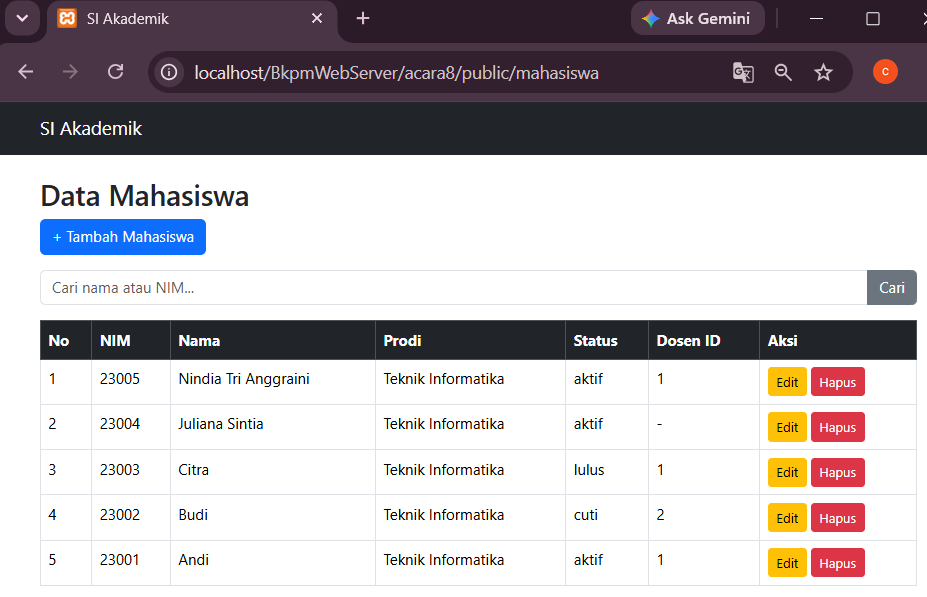 SI Akademik
Ask Gemini
localhost/BkpmWebServer/acara8/public/mahasiswa
C
SI Akademik
Data Mahasiswa
+ Tambah Mahasiswa
Cari nama atau NIM...
Cari
No NIM Nama Prodi Status Dosen ID Aksi
1 23005 Nindia Tri Anggraini Teknik Informatika aktif 1 Edit Hapus
2 23004 Juliana Sintia Teknik Informatika aktif - Edit Hapus
3 23003 Citra Teknik Informatika lulus 1 Edit Hapus
4 23002 Budi Teknik Informatika cuti 2 Edit Hapus
5 23001 Andi Teknik Informatika aktif 1 Edit Hapus